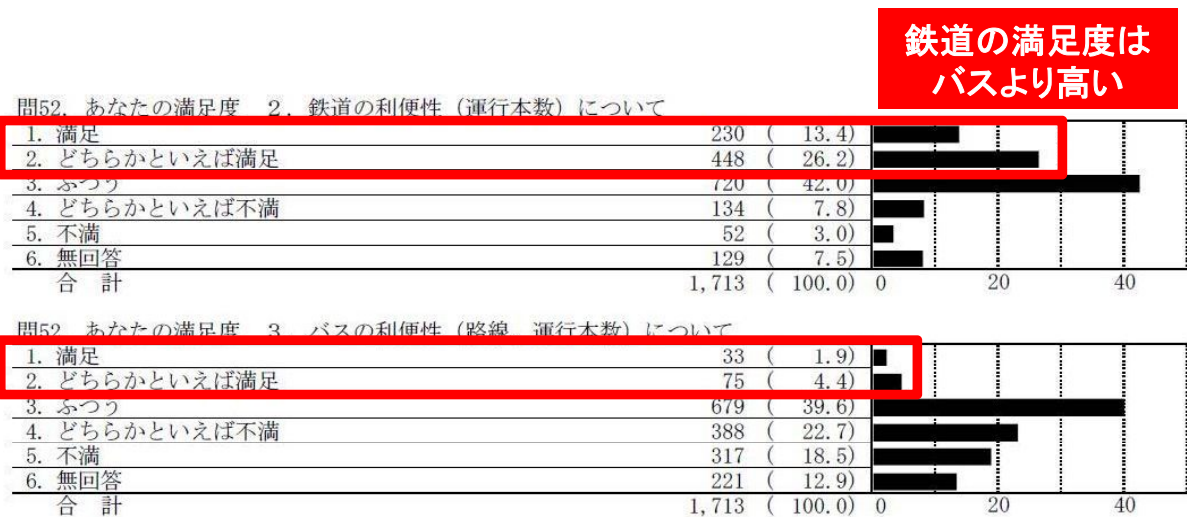 鉄道の満足度は
バスより高い
問52. あなたの満足度 2. 鉄道の利便性（運行本数）について
1. 満足 230 ( 13.4)
2. どちらかといえば満足 448 ( 26.2)
3. ふつう 720 ( 42.0)
4. どちらかといえば不満 134 ( 7.8)
5. 不満 52 ( 3.0)
6. 無回答 129 ( 7.5)
合 計 1,713 ( 100.0) 0 20 40
問52. あなたの満足度 3. バスの利便性（路線、運行本数）について
1. 満足 33 ( 1.9)
2. どちらかといえば満足 75 ( 4.4)
3. ふつう 679 ( 39.6)
4. どちらかといえば不満 388 ( 22.7)
5. 不満 317 ( 18.5)
6. 無回答 221 ( 12.9)
合 計 1,713 ( 100.0) 0 20 40